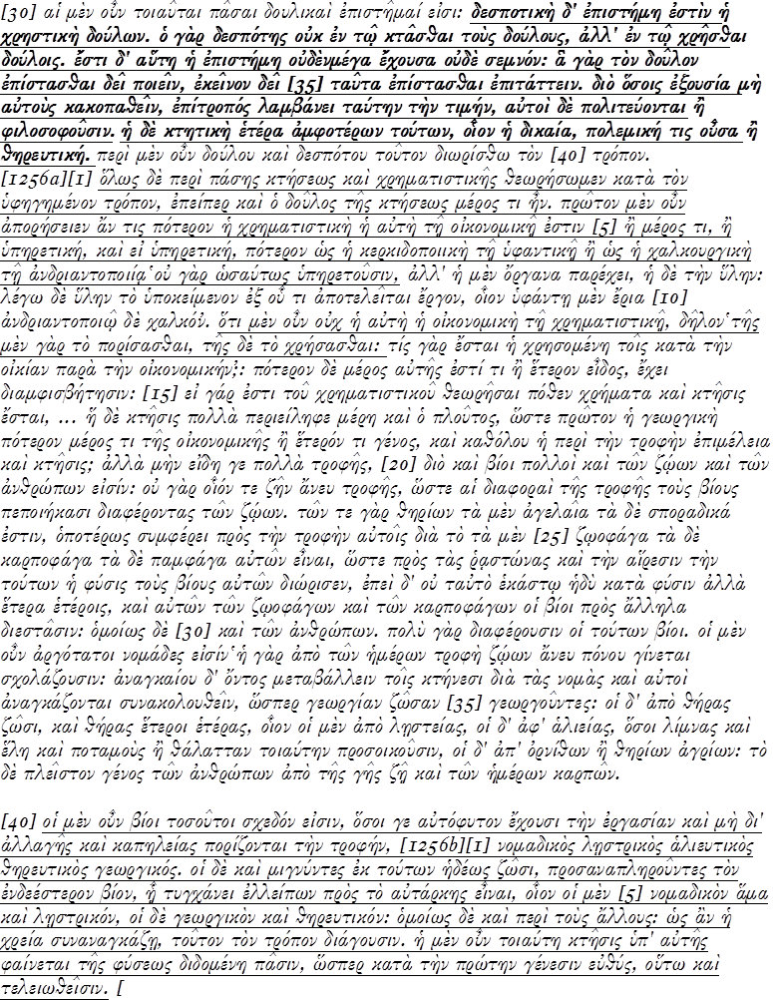 [30] αἱ μὲν οὖν τοιαῦται πᾶσαι δουλικαὶ ἐπιστῆμαί εἰσι: δεσποτικὴ δ' ἐπιστήμη ἐστὶν ἡ
χρηστικὴ δούλων. ὁ γὰρ δεσπότης οὐκ ἐν τῷ κτᾶσθαι τοὺς δούλους, ἀλλ' ἐν τῷ χρῆσθαι
δούλοις. ἔστι δ' αὕτη ἡ ἐπιστήμη οὐδὲνμέγα ἔχουσα οὐδὲ σεμνόν: ἃ γὰρ τὸν δοῦλον
ἐπίστασθαι δεῖ ποιεῖν, ἐκεῖνον δεῖ [35] ταῦτα ἐπίστασθαι ἐπιτάττειν. διὸ ὅσοις ἐξουσία μὴ
αὐτοὺς κακοπαθεῖν, ἐπίτροπός λαμβάνει ταύτην τὴν τιμήν, αὐτοὶ δὲ πολιτεύονται ἢ
φιλοσοφοῦσιν. ἡ δὲ κτητικὴ ἑτέρα ἀμφοτέρων τούτων, οἷον ἡ δικαία, πολεμική τις οὖσα ἢ
θηρευτική. περὶ μὲν οὖν δούλου καὶ δεσπότου τοῦτον διωρίσθω τὸν [40] τρόπον.
[1256a][1] ὅλως δὲ περὶ πάσης κτήσεως καὶ χρηματιστικῆς θεωρήσωμεν κατὰ τὸν
ὑφηγημένον τρόπον, ἐπείπερ καὶ ὁ δοῦλος τῆς κτήσεως μέρος τι ἦν. πρῶτον μὲν οὖν
ἀπορήσειεν ἄν τις πότερον ἡ χρηματιστικὴ ἡ αὐτὴ τῇ οἰκονομικῇ ἐστιν [5] ἢ μέρος τι, ἢ
ὑπηρετική, καὶ εἰ ὑπηρετική, πότερον ὡς ἡ κερκιδοποιικὴ τῇ ὑφαντικῇ ἢ ὡς ἡ χαλκουργικὴ
τῇ ἀνδριαντοποιίᾁ οὐ γὰρ ὡσαύτως ὑπηρετοῦσιν, ἀλλ' ἡ μὲν ὄργανα παρέχει, ἡ δὲ τὴν ὕλην:
λέγω δὲ ὕλην τὸ ὑποκείμενον ἐξ οὗ τι ἀποτελεῖται ἔργον, οἷον ὑφάντῃ μὲν ἔρια [10]
ἀνδριαντοποιῷ δὲ χαλκόν̓. ὅτι μὲν οὖν οὐχ ἡ αὐτὴ ἡ οἰκονομικὴ τῇ χρηματιστικῇ, δῆλον̔ τῆς
μὲν γὰρ τὸ πορίσασθαι, τῆς δὲ τὸ χρήσασθαι: τίς γὰρ ἔσται ἡ χρησομένη τοῖς κατὰ τὴν
οἰκίαν παρὰ τὴν οἰκονομικήν;̓: πότερον δὲ μέρος αὐτῆς ἐστί τι ἢ ἕτερον εἶδος, ἔχει
διαμφισβήτησιν: [15] εἰ γάρ ἐστι τοῦ χρηματιστικοῦ θεωρῆσαι πόθεν χρήματα καὶ κτῆσις
ἔσται, ... ἥ δὲ κτῆσις πολλὰ περιείληφε μέρη καὶ ὁ πλοῦτος, ὥστε πρῶτον ἡ γεωργικὴ
πότερον μέρος τι τῆς οἰκονομικῆς ἢ ἕτερόν τι γένος, καὶ καθόλου ἡ περὶ τὴν τροφὴν ἐπιμέλεια
καὶ κτῆσις; ἀλλὰ μὴν εἴδη γε πολλὰ τροφῆς, [20] διὸ καὶ βίοι πολλοὶ καὶ τῶν ζῴων καὶ τῶν
ἀνθρώπων εἰσίν: οὐ γὰρ οἷόν τε ζῆν ἄνευ τροφῆς, ὥστε αἱ διαφοραὶ τῆς τροφῆς τοὺς βίους
πεποιήκασι διαφέροντας τῶν ζῴων. τῶν τε γὰρ θηρίων τὰ μὲν ἀγελαῖα τὰ δὲ σποραδικά
ἐστιν, ὁποτέρως συμφέρει πρὸς τὴν τροφὴν αὐτοῖς διὰ τὸ τὰ μὲν [25] ζῳοφάγα τὰ δὲ
καρποφάγα τὰ δὲ παμφάγα αὐτῶν εἶναι, ὥστε πρὸς τὰς ῥᾳστώνας καὶ τὴν αἵρεσιν τὴν
τούτων ἡ φύσις τοὺς βίους αὐτῶν διώρισεν, ἐπεὶ δ' οὐ ταὐτὸ ἑκάστῳ ἡδὺ κατὰ φύσιν ἀλλὰ
ἕτερα ἑτέροις, καὶ αὐτῶν τῶν ζῳοφάγων καὶ τῶν καρποφάγων οἱ βίοι πρὸς ἄλληλα
διεστᾶσιν: ὁμοίως δὲ [30] καὶ τῶν ἀνθρώπων. πολὺ γὰρ διαφέρουσιν οἱ τούτων βίοι. οἱ μὲν
οὖν ἀργότατοι νομάδες εἰσίν̔ ἡ γὰρ ἀπὸ τῶν ἡμέρων τροφὴ ζῴων ἄνευ πόνου γίνεται
σχολάζουσιν: ἀναγκαίου δ' ὄντος μεταβάλλειν τοῖς κτήνεσι διὰ τὰς νομὰς καὶ αὐτοὶ
ἀναγκάζονται συνακολουθεῖν, ὥσπερ γεωργίαν ζῶσαν [35] γεωργοῦντες: οἱ δ' ἀπὸ θήρας
ζῶσι, καὶ θήρας ἕτεροι ἑτέρας, οἷον οἱ μὲν ἀπὸ λῃστείας, οἱ δ' ἀφ' ἁλιείας, ὅσοι λίμνας καὶ
ἕλη καὶ ποταμοὺς ἢ θάλατταν τοιαύτην προσοικοῦσιν, οἱ δ' ἀπ' ὀρνίθων ἢ θηρίων ἀγρίων: τὸ
δὲ πλεῖστον γένος τῶν ἀνθρώπων ἀπὸ τῆς γῆς ζῇ καὶ τῶν ἡμέρων καρπῶν.
[40] οἱ μὲν οὖν βίοι τοσοῦτοι σχεδόν εἰσιν, ὅσοι γε αὐτόφυτον ἔχουσι τὴν ἐργασίαν καὶ μὴ δι'
ἀλλαγῆς καὶ καπηλείας πορίζονται τὴν τροφήν, [1256b][1] νομαδικὸς λῃστρικὸς ἁλιευτικὸς
θηρευτικὸς γεωργικός. οἱ δὲ καὶ μιγνύντες ἐκ τούτων ἡδέως ζῶσι, προσαναπληροῦντες τὸν
ἐνδεέστερον βίον, ᾗ τυγχάνει ἐλλείπων πρὸς τὸ αὐτάρκης εἶναι, οἷον οἱ μὲν [5] νομαδικὸν ἅμα
καὶ λῃστρικόν, οἱ δὲ γεωργικὸν καὶ θηρευτικόν: ὁμοίως δὲ καὶ περὶ τοὺς ἄλλους: ὡς ἂν ἡ
χρεία συναναγκάζῃ, τοῦτον τὸν τρόπον διάγουσιν. ἡ μὲν οὖν τοιαύτη κτῆσις ὑπ' αὐτῆς
φαίνεται τῆς φύσεως διδομένη πᾶσιν, ὥσπερ κατὰ τὴν πρώτην γένεσιν εὐθύς, οὕτω καὶ
τελειωθεῖσιν. [